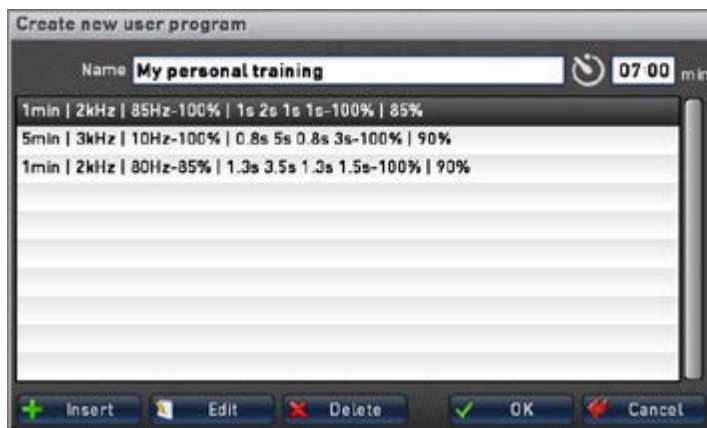 Create new user program
Name My personal training 07:00 min
1min | 2kHz | 85Hz-100% | 1s 2s 1s 1s-100% | 85%
5min | 3kHz | 10Hz-100% | 0.8s 5s 0.8s 3s-100% | 90%
1min | 2kHz | 80Hz-85% | 1.3s 3.5s 1.3s 1.5s-100% | 90%
Insert Edit Delete OK Cancel